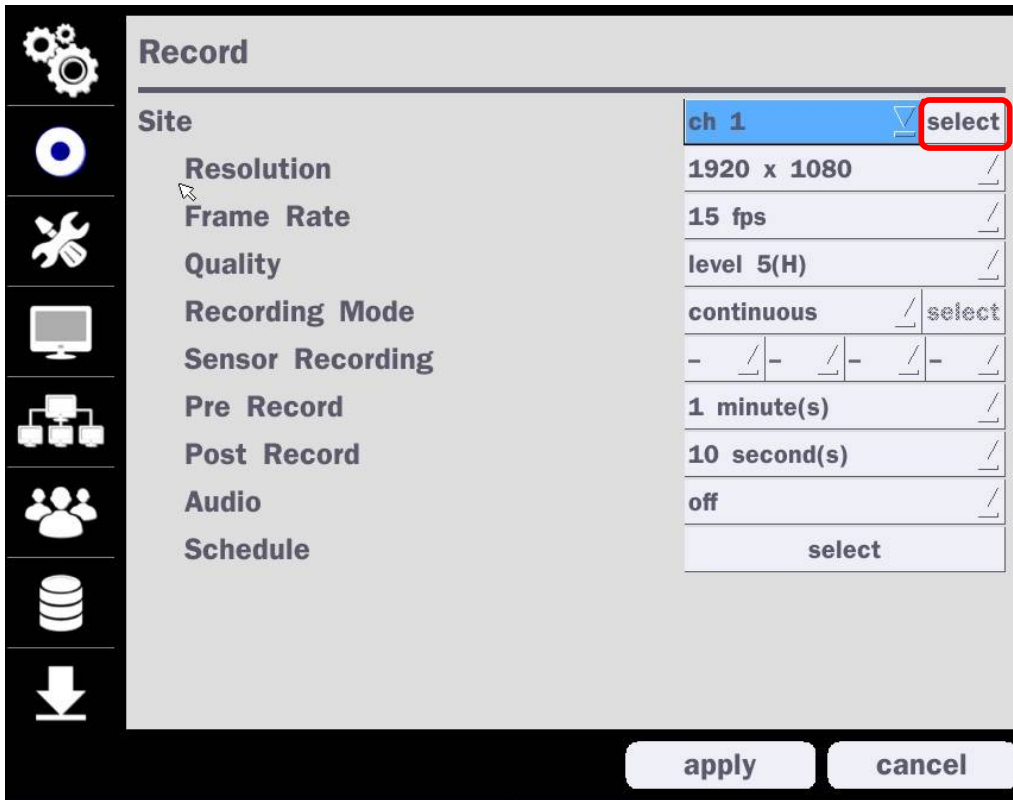 Record
Site ch 1 select
Resolution 1920 x 1080
Frame Rate 15 fps
Quality level 5(H)
Recording Mode continuous select
Sensor Recording - - - -
Pre Record 1 minute(s)
Post Record 10 second(s)
Audio off
Schedule select
apply cancel